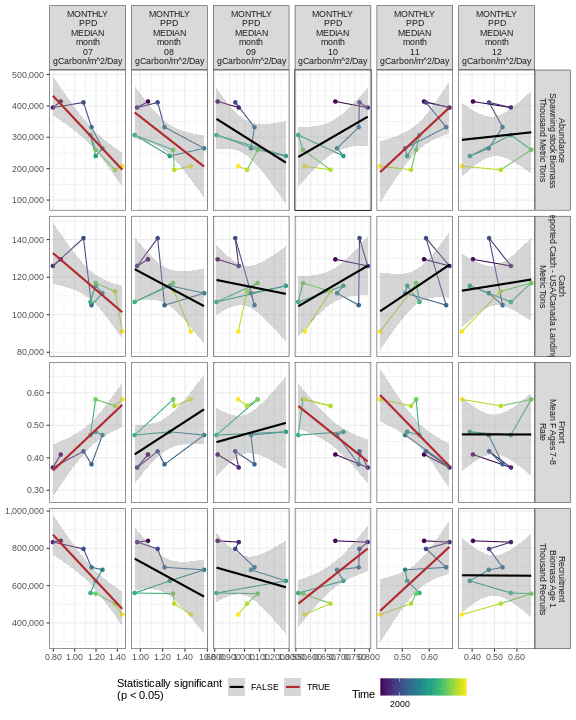 MONTHLY
PPD
MEDIAN
month
07
gCarbon/m^2/Day
MONTHLY
PPD
MEDIAN
month
08
gCarbon/m^2/Day
MONTHLY
PPD
MEDIAN
month
09
gCarbon/m^2/Day
MONTHLY
PPD
MEDIAN
month
10
gCarbon/m^2/Day
MONTHLY
PPD
MEDIAN
month
11
gCarbon/m^2/Day
MONTHLY
PPD
MEDIAN
month
12
gCarbon/m^2/Day
500,000
400,000
300,000
200,000
100,000
Abundance
Spawning Stock Biomass
Thousand Metric Tons
140,000
120,000
100,000
80,000
Catch
ported Catch - USA/Canada Landing
Metric Tons
0.60
0.50
0.40
0.30
Fmort
Mean F Ages 7-8
Rate
1,000,000
800,000
600,000
400,000
Recruitment
Biomass Age 1
Thousand Recruits
0.80 1.00 1.20 1.40
1.00 1.20 1.40
0.50 0.60
0.40 0.50 0.60
Statistically significant
(p < 0.05)
FALSE
TRUE
Time
2000